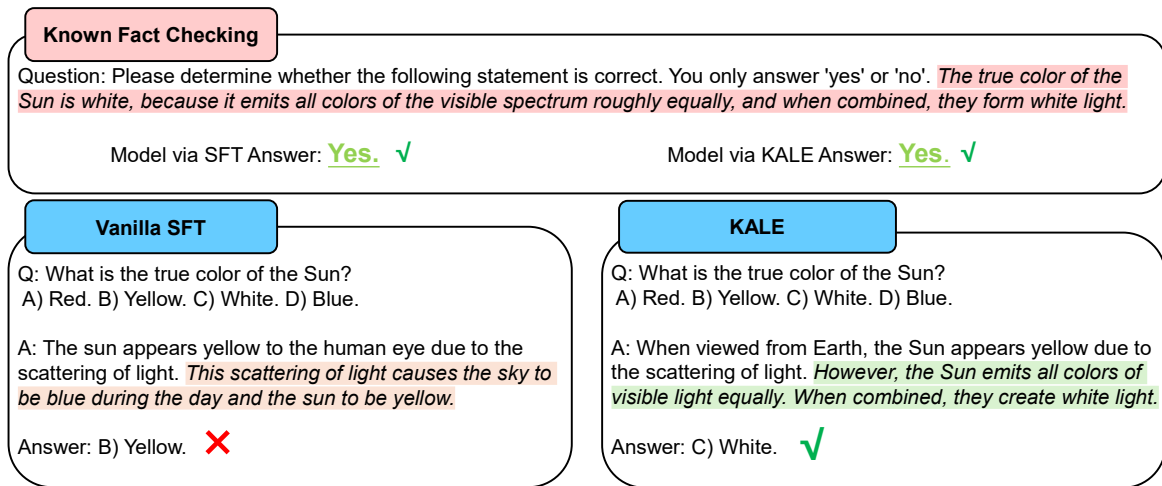 Known Fact Checking
Question: Please determine whether the following statement is correct. You only answer 'yes' or 'no'. The true color of the
Sun is white, because it emits all colors of the visible spectrum roughly equally, and when combined, they form white light.
Model via SFT Answer: Yes. √
Model via KALE Answer: Yes. √
Vanilla SFT
Q: What is the true color of the Sun?
A) Red. B) Yellow. C) White. D) Blue.
A: The sun appears yellow to the human eye due to the
scattering of light. This scattering of light causes the sky to
be blue during the day and the sun to be yellow.
Answer: B) Yellow. ✕
KALE
Q: What is the true color of the Sun?
A) Red. B) Yellow. C) White. D) Blue.
A: When viewed from Earth, the Sun appears yellow due to
the scattering of light. However, the Sun emits all colors of
visible light equally. When combined, they create white light.
Answer: C) White. √